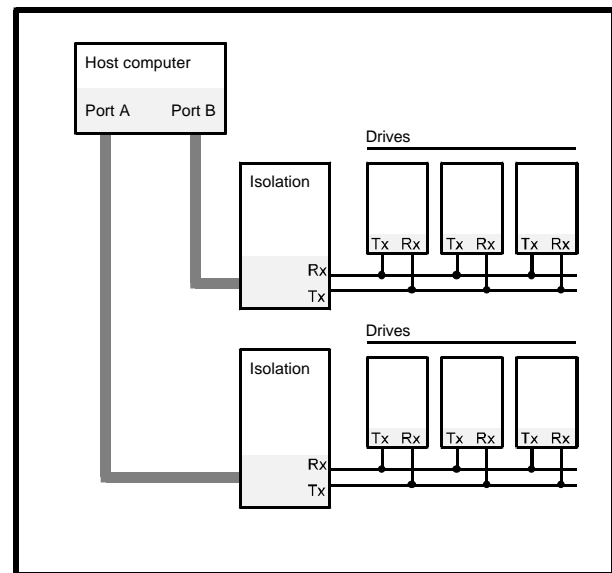 Host computer
Port A Port B
Drives
Isolation
Tx Rx Tx Rx Tx Rx
Rx
Tx
Drives
Isolation
Tx Rx Tx Rx Tx Rx
Rx
Tx